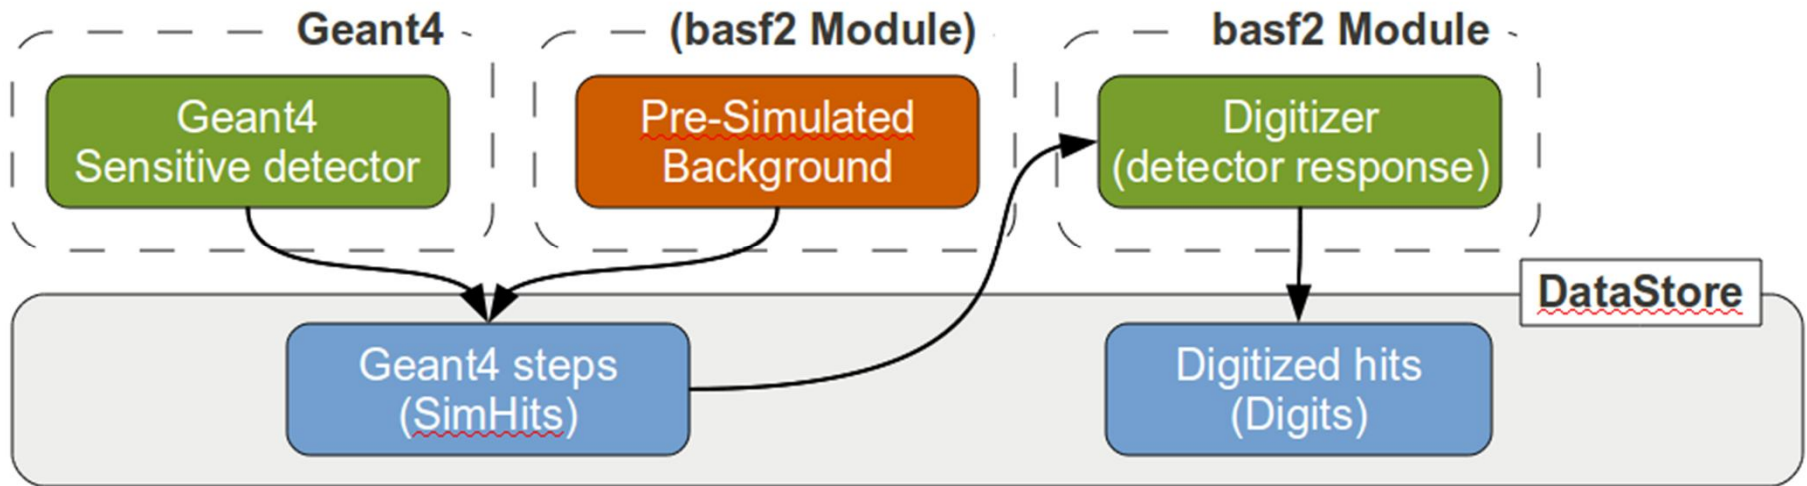 Geant4
(basf2 Module)
basf2 Module
Geant4
Sensitive detector
Pre-Simulated
Background
Digitizer
(detector response)
DataStore
Geant4 steps
(SimHits)
Digitized hits
(Digits)